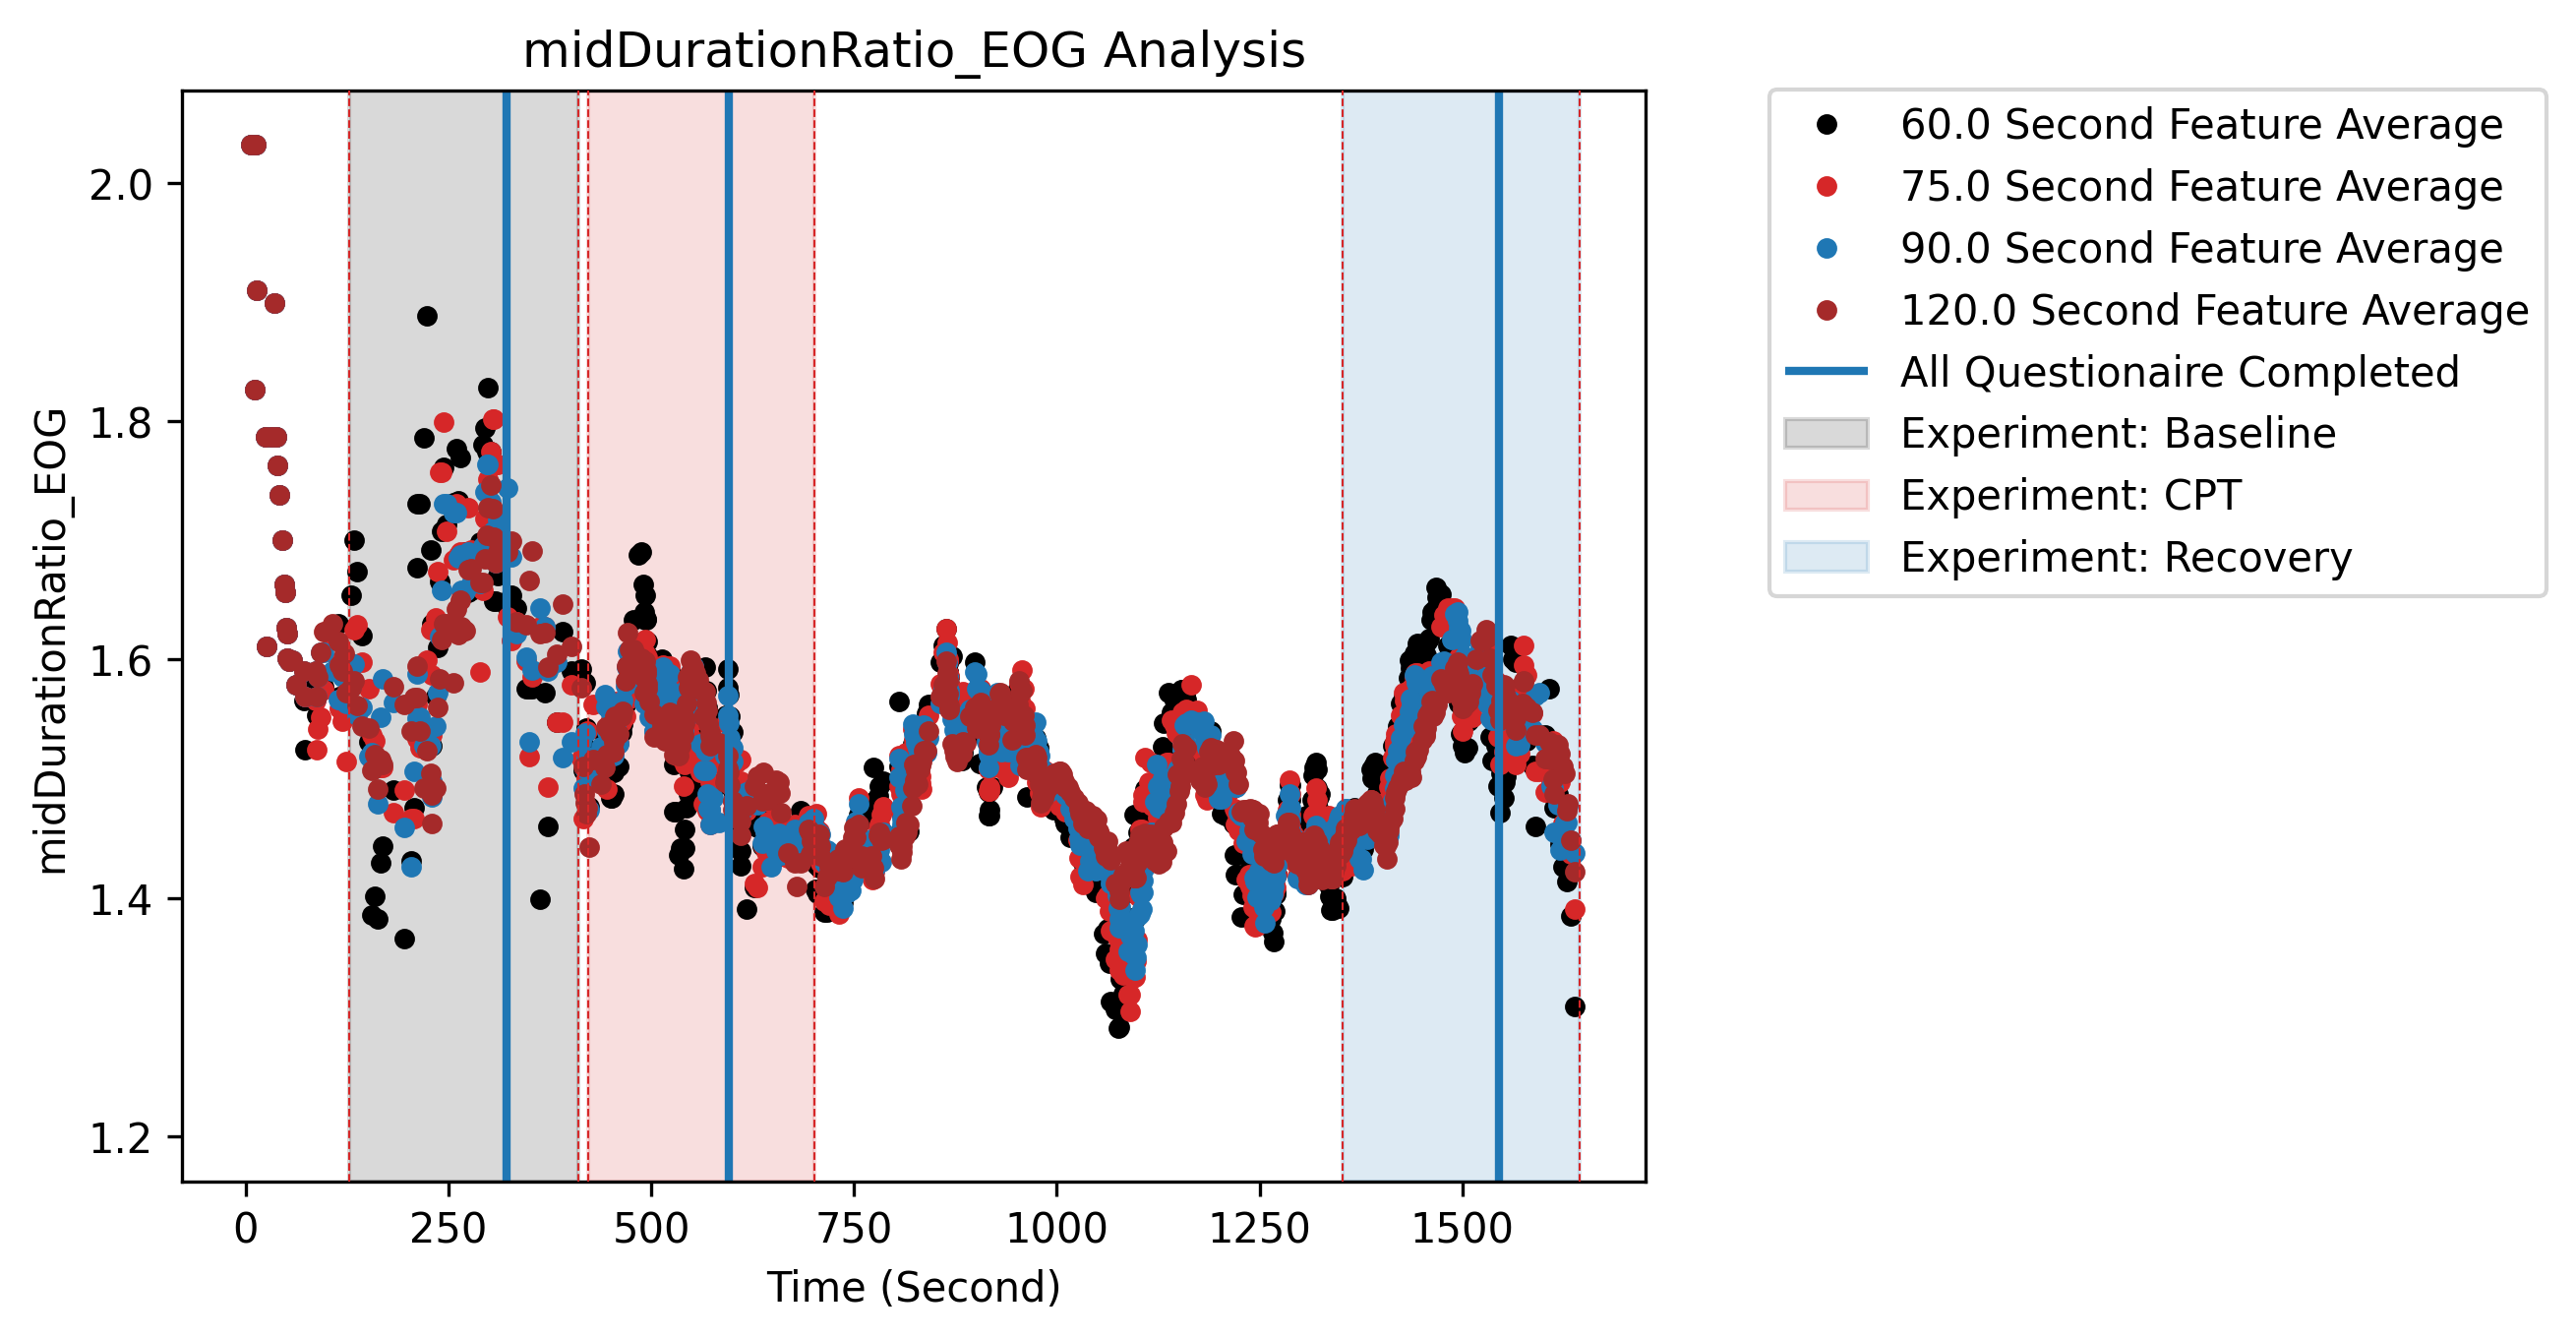 midDurationRatio_EOG Analysis
midDurationRatio_EOG
2.0
1.8
1.6
1.4
1.2
0 250 500 750 1000 1250 1500
Time (Second)
60.0 Second Feature Average
75.0 Second Feature Average
90.0 Second Feature Average
120.0 Second Feature Average
All Questionaire Completed
Experiment: Baseline
Experiment: CPT
Experiment: Recovery